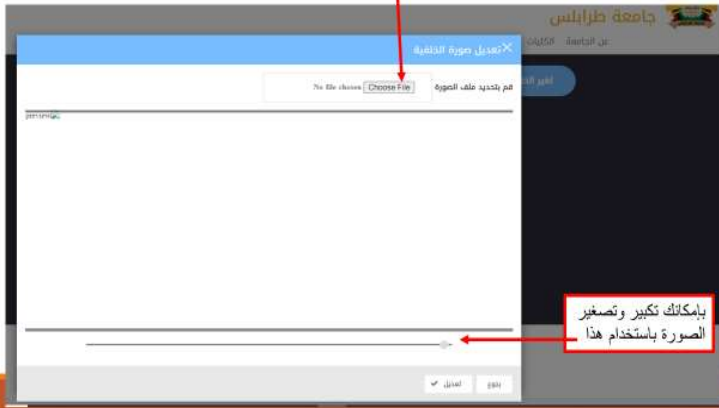 جامعة طرابلس
عن الجامعة الكليات
تعديل صورة الخلفية
قم بتحديد ملف الصورة Choose File No file chosen
بإمكانك تكبير وتصغير
الصورة باستخدام هذا
رجوع تعديل